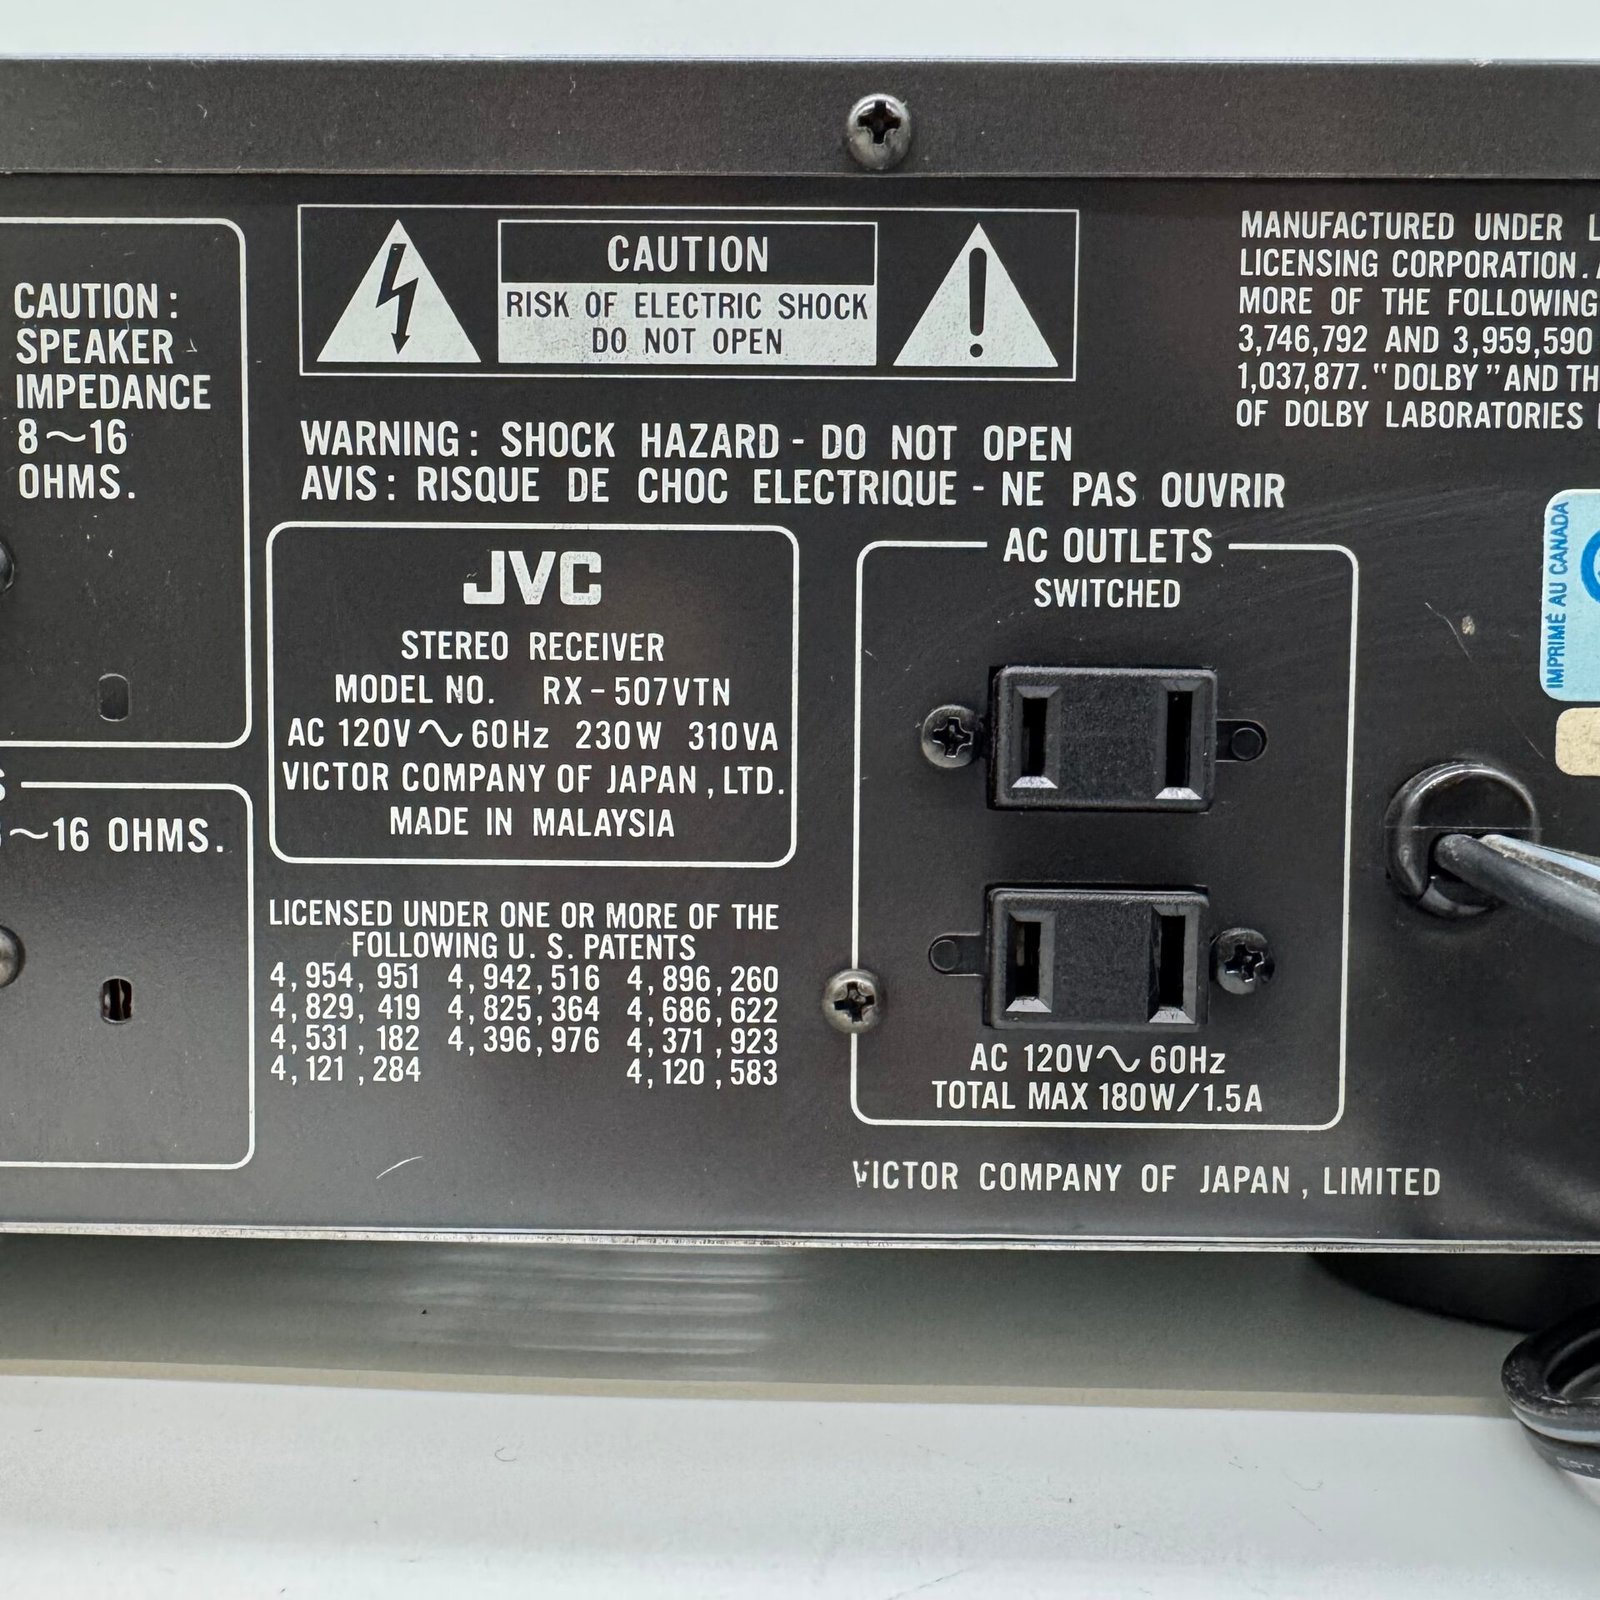 CAUTION:
SPEAKER
IMPEDANCE
8~16
OHMS.
~16 OHMS.
CAUTION
RISK OF ELECTRIC SHOCK
DO NOT OPEN
WARNING: SHOCK HAZARD - DO NOT OPEN
AVIS: RISQUE DE CHOC ELECTRIQUE - NE PAS OUVRIR
JVC
STEREO RECEIVER
MODEL NO. RX-507VTN
AC 120V~60Hz 230W 310VA
VICTOR COMPANY OF JAPAN, LTD.
MADE IN MALAYSIA
LICENSED UNDER ONE OR MORE OF THE
FOLLOWING U. S. PATENTS
4,954,951 4,942,516 4,896,260
4,829,419 4,825,364 4,686,622
4,531,182 4,396,976 4,371,923
4,121,284 4,120,583
MANUFACTURED UNDER
LICENSING CORPORATION.
MORE OF THE FOLLOWING
3,746,792 AND 3,959,590
1,037,877. "DOLBY" AND
OF DOLBY LABORATORIES
AC OUTLETS
SWITCHED
AC 120V~60Hz
TOTAL MAX 180W/1.5A
VICTOR COMPANY OF JAPAN, LIMITED
IMPRIMÉ AU CANADA